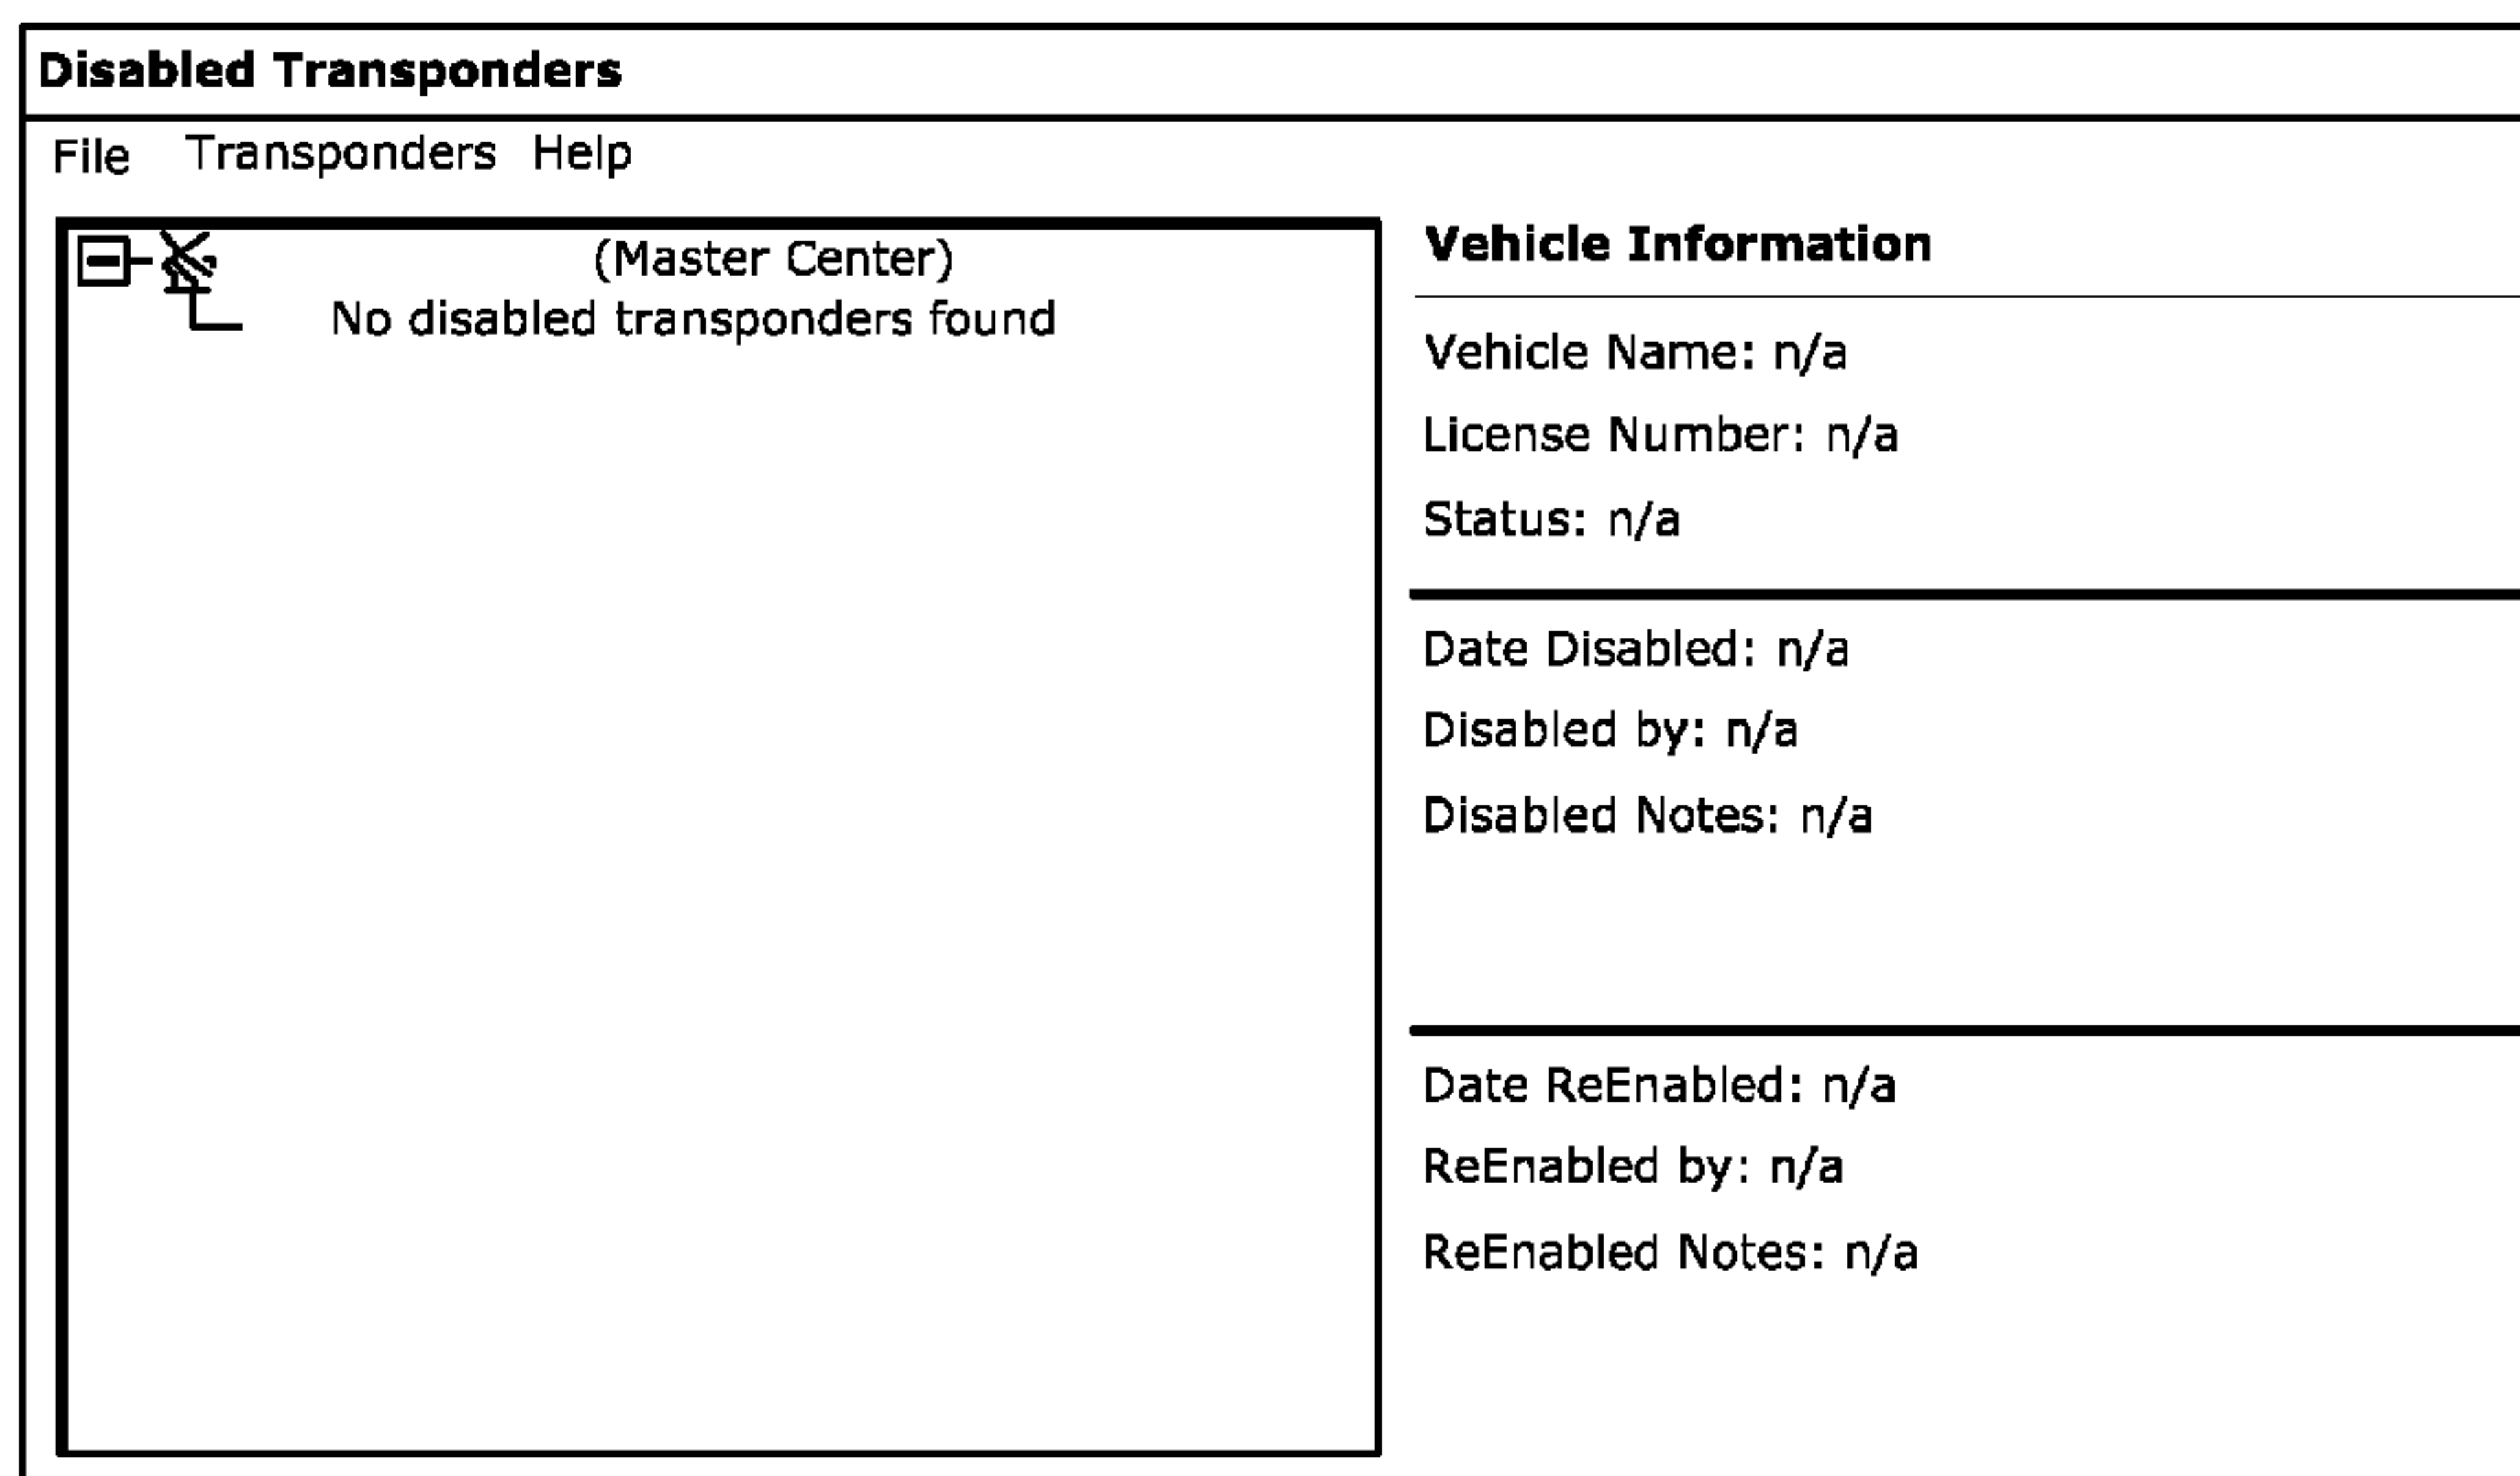 Disabled Transponders
File Transponders Help
(Master Center)
No disabled transponders found
Vehicle Information
Vehicle Name: n/a
License Number: n/a
Status: n/a
Date Disabled: n/a
Disabled by: n/a
Disabled Notes: n/a
Date ReEnabled: n/a
ReEnabled by: n/a
ReEnabled Notes: n/a